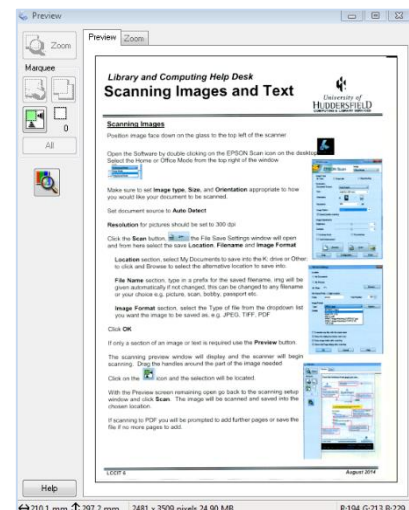 Preview
Preview Zoom
Zoom
Marquee
0
All
Help
Library and Computing Help Desk
Scanning Images and Text
University of
HUDDERSFIELD
Scanning Images
Position image face down on the glass to the top left of the scanner
Open the Software by double clicking on the EPSON Scan icon on the desktop
Select the Home or Office Mode from the top right of the window
Make sure to set Image type, Size, and Orientation appropriate to how
you would like your document to be scanned.
Set document source to Auto Detect
Resolution for pictures should be set to 300 dpi
Click the Scan button, the File Save Settings window will open
and from here select the save Location, Filename and Image Format
Location section, select My Documents to save into the K: drive or Other:
to click and Browse to select the alternative location to save into:
File Name section, type in a prefix for the saved filename, img will be
given automatically if not changed, this can be changed to any filename
or your choice e.g. picture, scan, bobby, passport etc.
Image Format section, select the Type of file from the dropdown list
you want the image to be saved as, e.g. JPEG, TIFF, PDF
Click OK
If only a section of an image or text is required use the Preview button.
The scanning preview window will display and the scanner will begin
scanning. Drag the handles around the part of the image needed
Click on the icon and the selection will be located.
With the Preview screen remaining open go back to the scanning setup
window and click Scan. The image will be scanned and saved into the
chosen location.
If scanning to PDF you will be prompted to add further pages or save the
file if no more pages to add.
August 2014
210.1 mm 297.2 mm 2481 x 3509 pixels 24.90 MB R:194 G:213 B:229